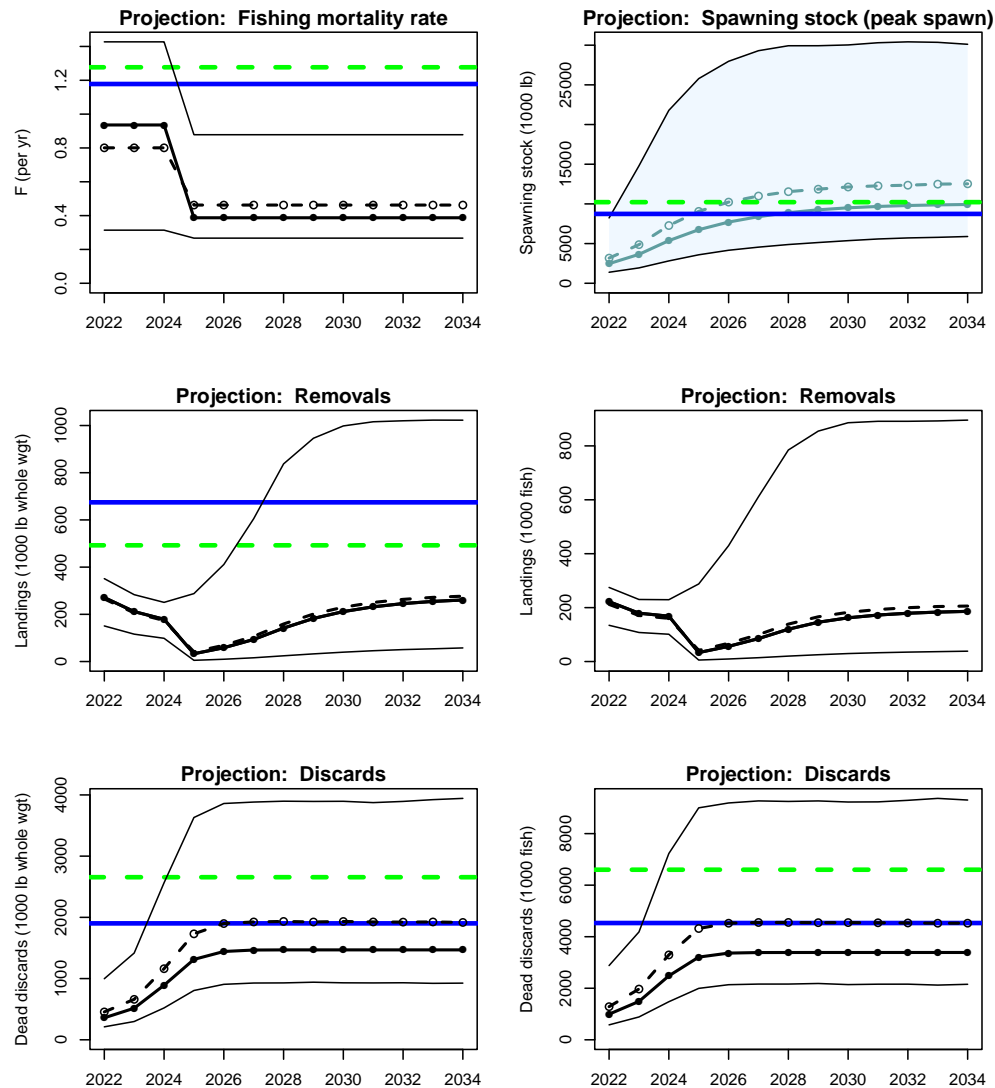 Projection: Fishing mortality rate
F (per yr)
0.0 0.4 0.8 1.2
2022 2024 2026 2028 2030 2032 2034
Projection: Spawning stock (peak spawn)
Spawning stock (1000 lb)
0 5000 15000 25000
2022 2024 2026 2028 2030 2032 2034
Projection: Removals
Landings (1000 lb whole wgt)
0 200 400 600 800 1000
2022 2024 2026 2028 2030 2032 2034
Projection: Removals
Landings (1000 fish)
0 200 400 600 800
2022 2024 2026 2028 2030 2032 2034
Projection: Discards
Dead discards (1000 lb whole wgt)
0 1000 2000 3000 4000
2022 2024 2026 2028 2030 2032 2034
Projection: Discards
Dead discards (1000 fish)
0 2000 4000 6000 8000
2022 2024 2026 2028 2030 2032 2034